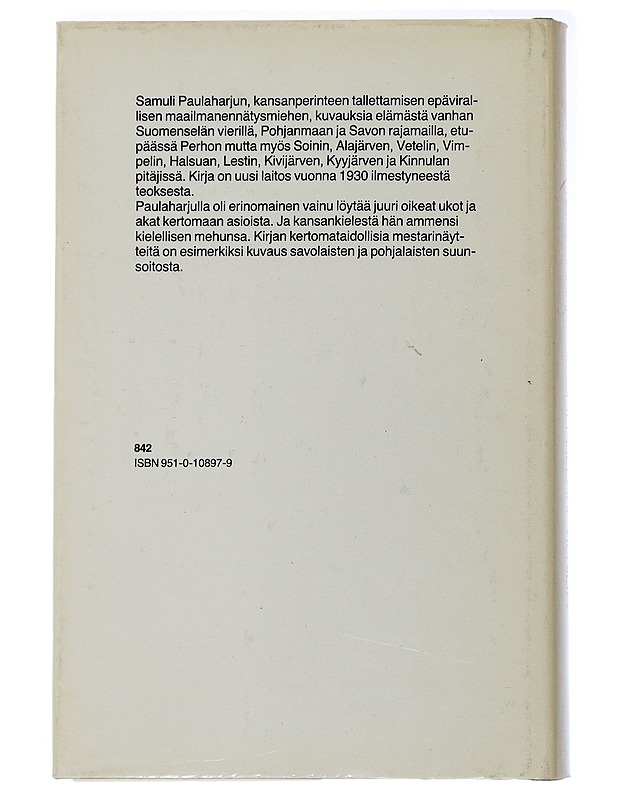 Samuli Paulaharjun, kansanperinteen tallettamisen epäviral-
lisen maailmanennätysmiehen, kuvauksia elämästä vanhan
Suomenselän vierillä, Pohjanmaan ja Savon rajamailla, etu-
päässä Perhon mutta myös Soinin, Alajärven, Vetelin, Vim-
pelin, Halsuan, Lestin, Kivijärven, Kyyjärven ja Kinnulan
pitäjissä. Kirja on uusi laitos vuonna 1930 ilmestyneestä
teoksesta.
Paulaharjulla oli erinomainen vainu löytää juuri oikeat ukot ja
akat kertomaan asioista. Ja kansankielestä hän ammensi
kielellisen mehunsa. Kirjan kertomataidollisia mestarinäyt-
teitä on esimerkiksi kuvaus savolaisten ja pohjalaisten suun-
soitosta.
842
ISBN 951-0-10897-9